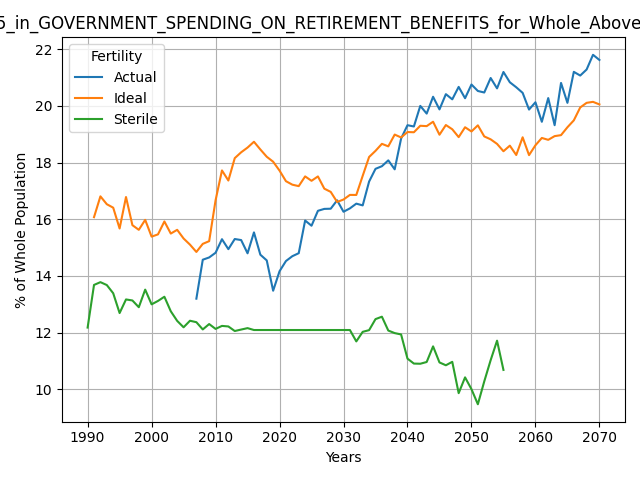 5_in_GOVERNMENT_SPENDING_ON_RETIREMENT_BENEFITS_for_Whole_Above
Fertility
Actual
Ideal
Sterile
% of Whole Population
22
20
18
16
14
12
10
1990 2000 2010 2020 2030 2040 2050 2060 2070
Years